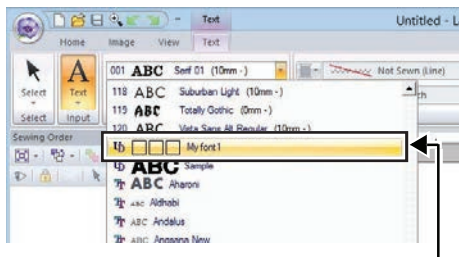 Text
Untitled - L
Home Image View Text
Select
Text
001 ABC Serif 01 (10mm -)
Not Sewn (Line)
118 ABC Suburban Light (10mm -)
119 ABC Totally Gothic (0mm -)
120 ABC Vista Sans Alt Regular (10mm -)
Select Input
Sewing Order
My font 1
ABC Sample
ABC Aharoni
ABC Aldhabi
ABC Andalus
ABC Angsana New